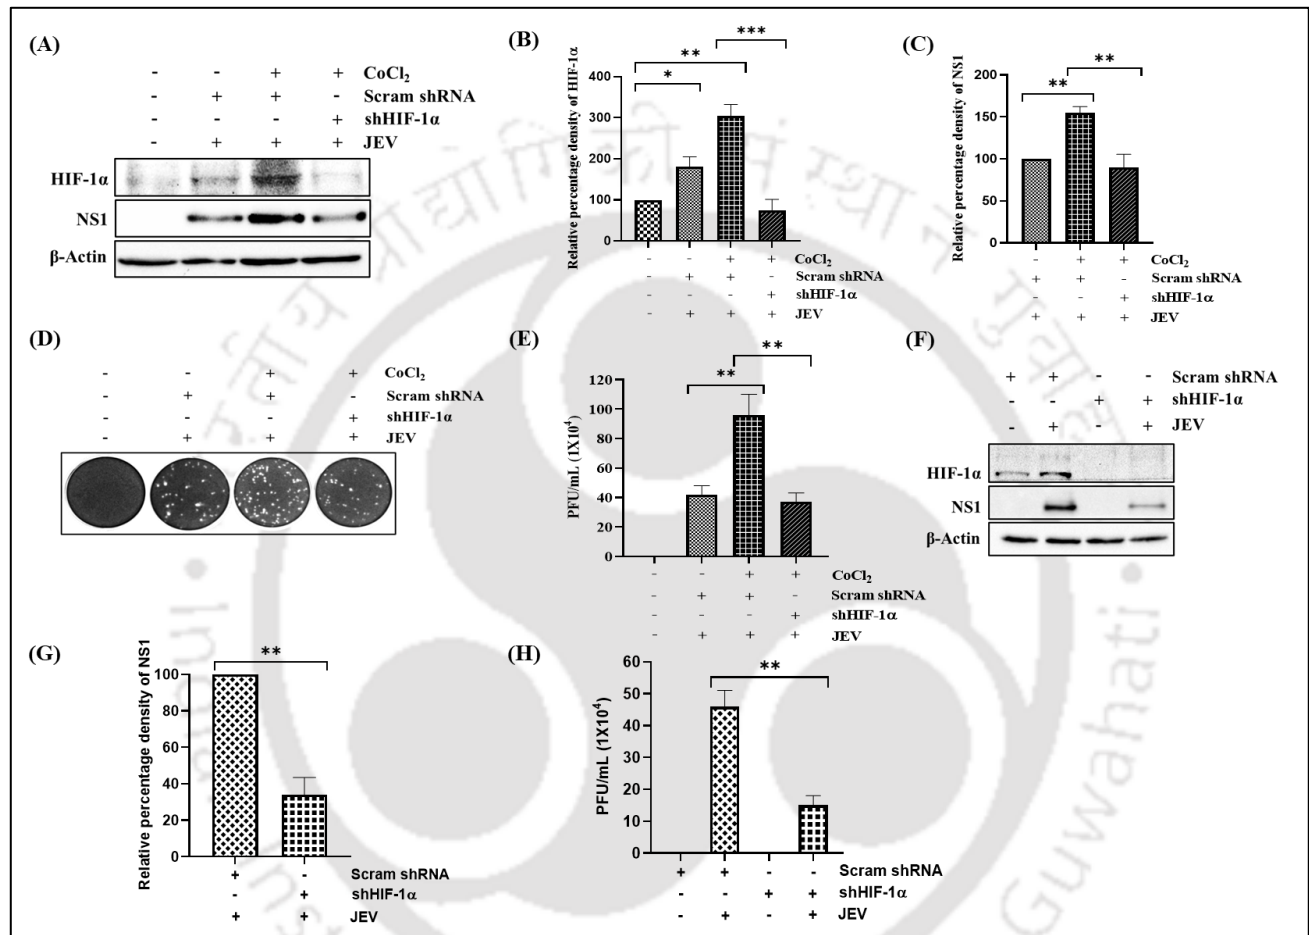 (A)
- - + + CoCl₂
- + + - Scram shRNA
- - - + shHIF-1α
- + + + JEV
HIF-1α
NS1
β-Actin
(B)
Relative percentage density of HIF-1α
400
300
200
100
0
*
**
***
- - + + CoCl₂
- + + - Scram shRNA
- - - + shHIF-1α
- + + + JEV
(C)
Relative percentage density of NS1
200
150
100
50
0
**
**
- + + CoCl₂
+ + - Scram shRNA
- - + shHIF-1α
+ + + JEV
(D)
- - + + CoCl₂
- + + - Scram shRNA
- - - + shHIF-1α
- + + + JEV
(E)
PFU/mL (1X10⁴)
120
100
80
60
40
20
0
**
**
- - + + CoCl₂
- + + - Scram shRNA
- - - + shHIF-1α
- + + + JEV
(F)
+ + - - Scram shRNA
- - + + shHIF-1α
- + - + JEV
HIF-1α
NS1
β-Actin
(G)
Relative percentage density of NS1
100
80
60
40
20
0
**
+ - Scram shRNA
- + shHIF-1α
+ + JEV
(H)
PFU/mL (1X10⁴)
60
50
40
30
20
10
0
**
+ + - - Scram shRNA
- - + + shHIF-1α
- + - + JEV
Guwahati